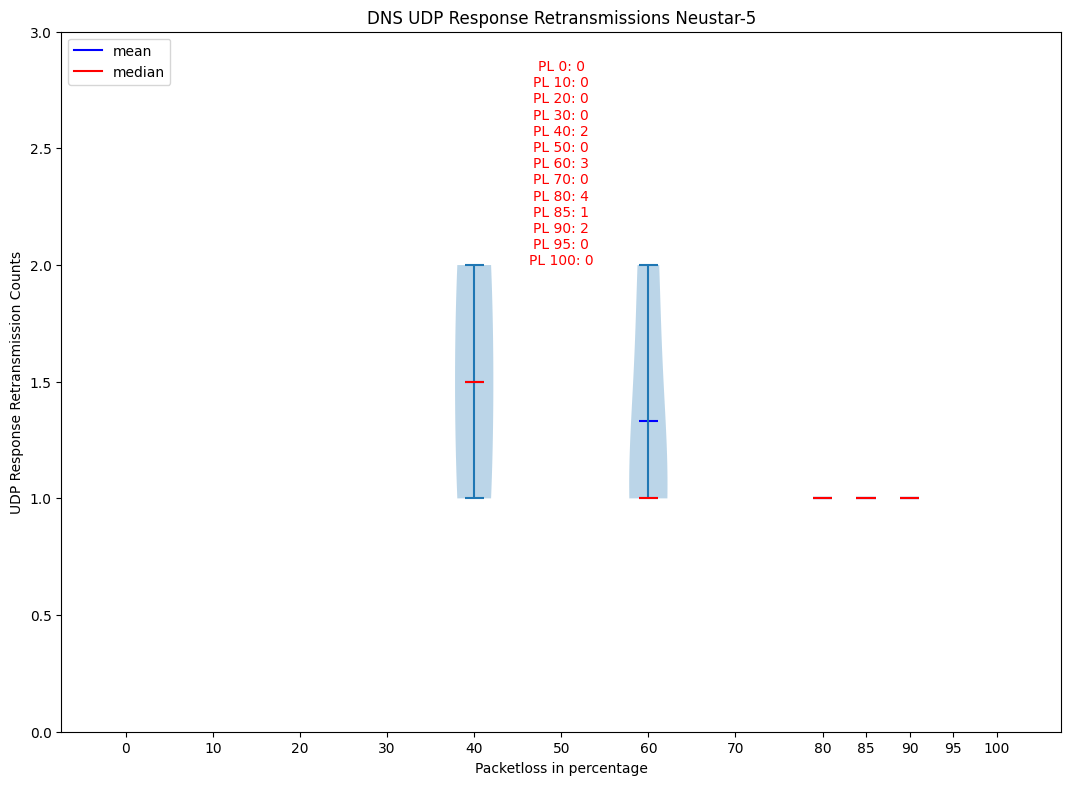 DNS UDP Response Retransmissions Neustar-5
mean
median
PL 0: 0
PL 10: 0
PL 20: 0
PL 30: 0
PL 40: 2
PL 50: 0
PL 60: 3
PL 70: 0
PL 80: 4
PL 85: 1
PL 90: 2
PL 95: 0
PL 100: 0
UDP Response Retransmission Counts
3.0
2.5
2.0
1.5
1.0
0.5
0.0
0 10 20 30 40 50 60 70 80 85 90 95 100
Packetloss in percentage